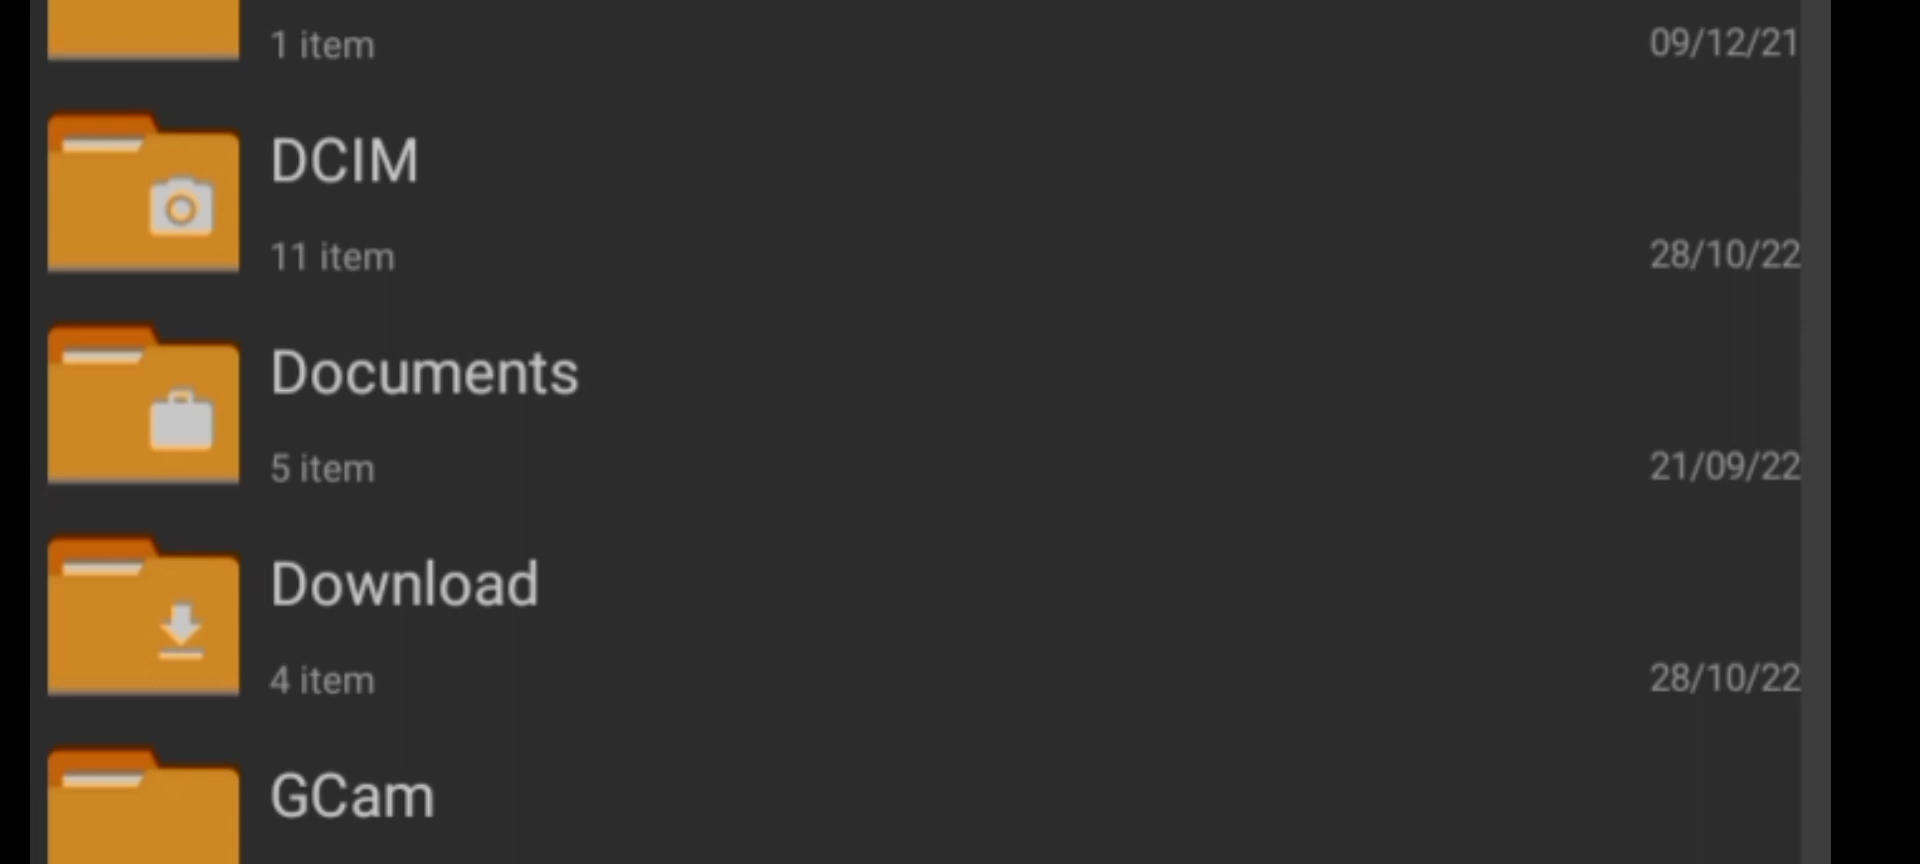 1 item 09/12/21
DCIM
11 item 28/10/22
Documents
5 item 21/09/22
Download
4 item 28/10/22
GCam